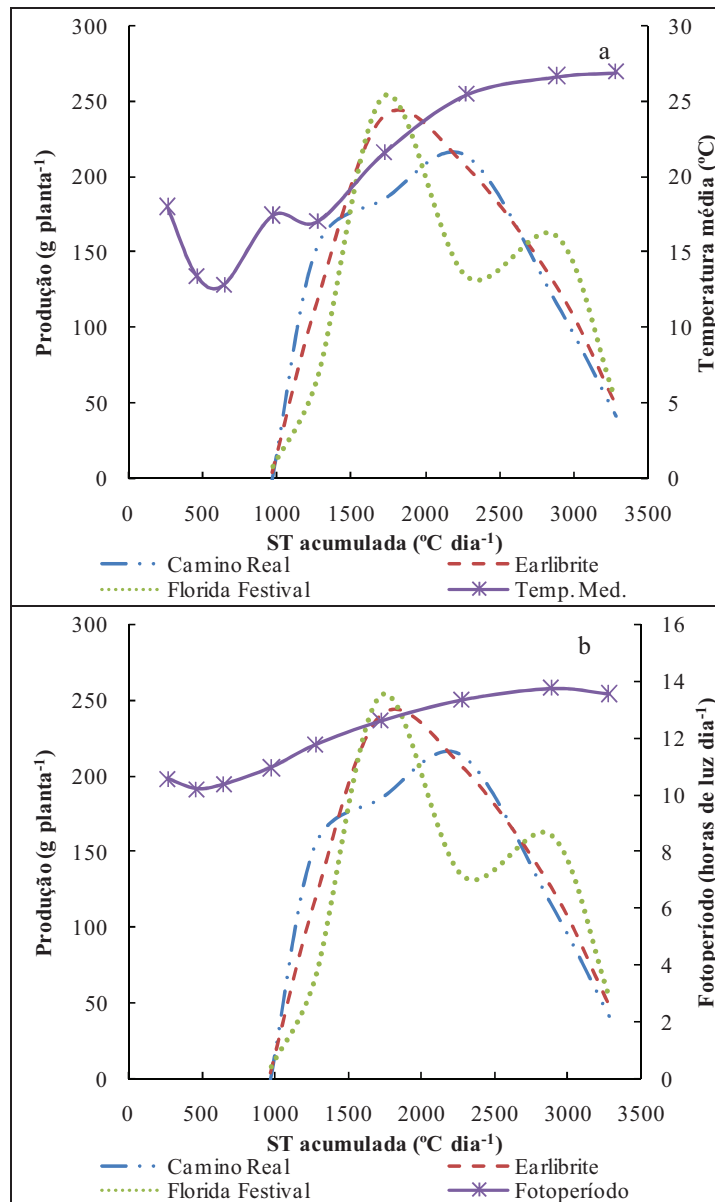 a
Produção (g planta-1)
300
250
200
150
100
50
0
30
25
20
15
10
5
0
Temperatura média (ºC)
0 500 1000 1500 2000 2500 3000 3500
ST acumulada (ºC dia-1)
Camino Real Earlibrite
Florida Festival Temp. Med.
b
Produção (g planta-1)
300
250
200
150
100
50
0
16
14
12
10
8
6
4
2
0
Fotoperíodo (horas de luz dia-1)
0 500 1000 1500 2000 2500 3000 3500
ST acumulada (ºC dia-1)
Camino Real Earlibrite
Florida Festival Fotoperíodo